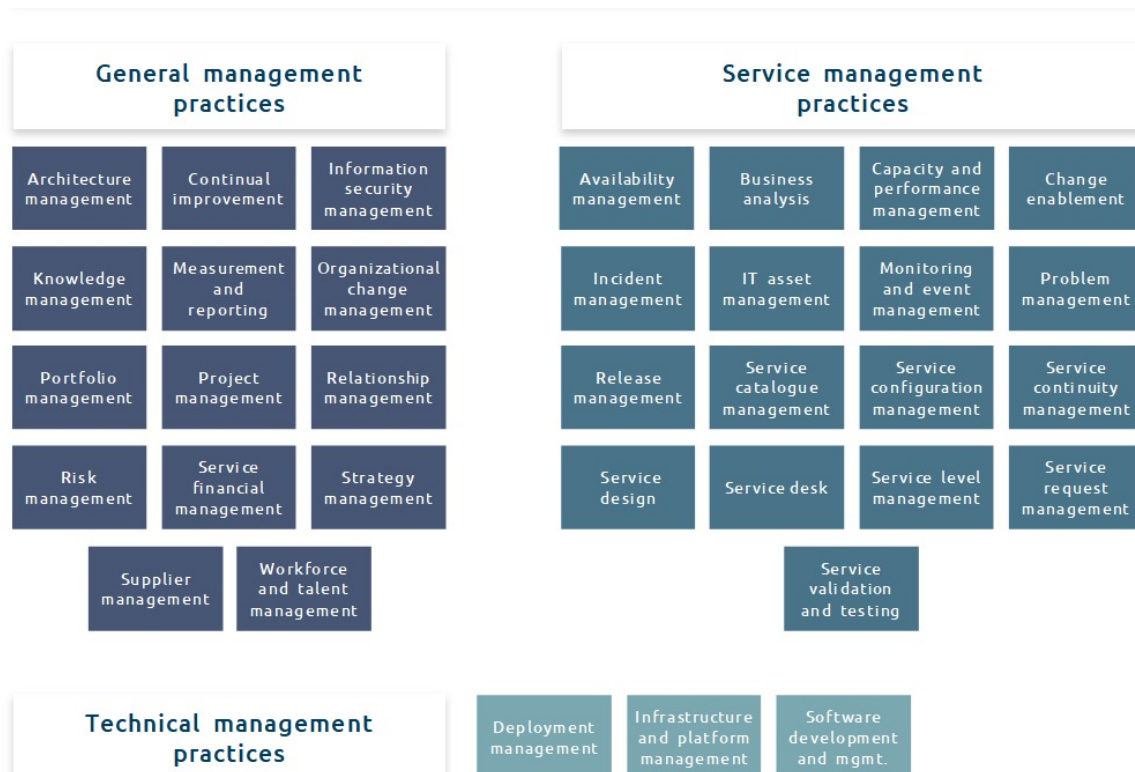 General management
practices
Service management
practices
Architecture
management
Continual
improvement
Information
security
management
Availability
management
Business
analysis
Capacity and
performance
management
Change
enablement
Knowledge
management
Measurement
and
reporting
Organizational
change
management
Incident
management
IT asset
management
Monitoring
and event
management
Problem
management
Portfolio
management
Project
management
Relationship
management
Release
management
Service
catalogue
management
Service
configuration
management
Service
continuity
management
Risk
management
Service
financial
management
Strategy
management
Service
design
Service desk
Service level
management
Service
request
management
Supplier
management
Workforce
and talent
management
Service
validation
and testing
Technical management
practices
Deployment
management
Infrastructure
and platform
management
Software
development
and mgmt.